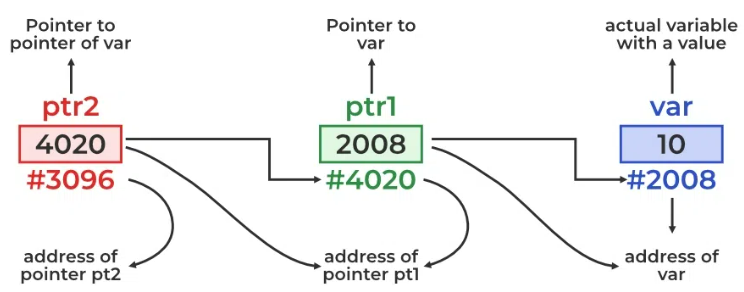 Pointer to
pointer of var
Pointer to
var
actual variable
with a value
ptr2
ptr1
var
4020
2008
10
#3096
#4020
#2008
address of
pointer pt2
address of
pointer pt1
address of
var